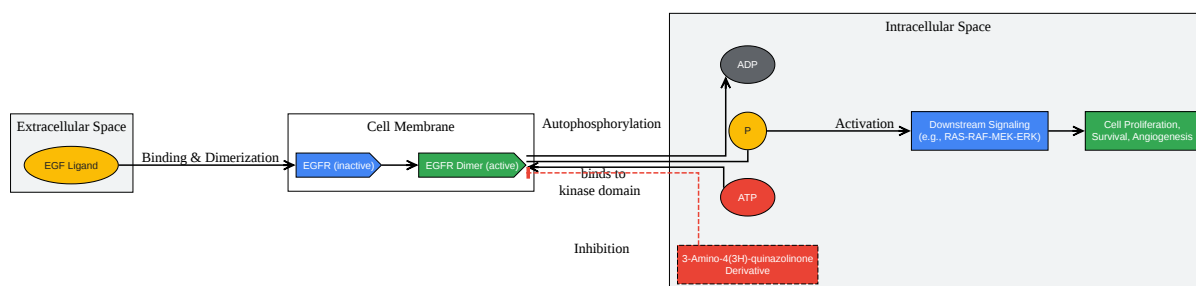 Extracellular Space
EGF Ligand
Binding & Dimerization
Cell Membrane
EGFR (inactive)
EGFR Dimer (active)
Autophosphorylation
binds to
kinase domain
Inhibition
Intracellular Space
ADP
P
ATP
3-Amino-4(3H)-quinazolinone
Derivative
Activation
Downstream Signaling
(e.g., RAS-RAF-MEK-ERK)
Cell Proliferation,
Survival, Angiogenesis